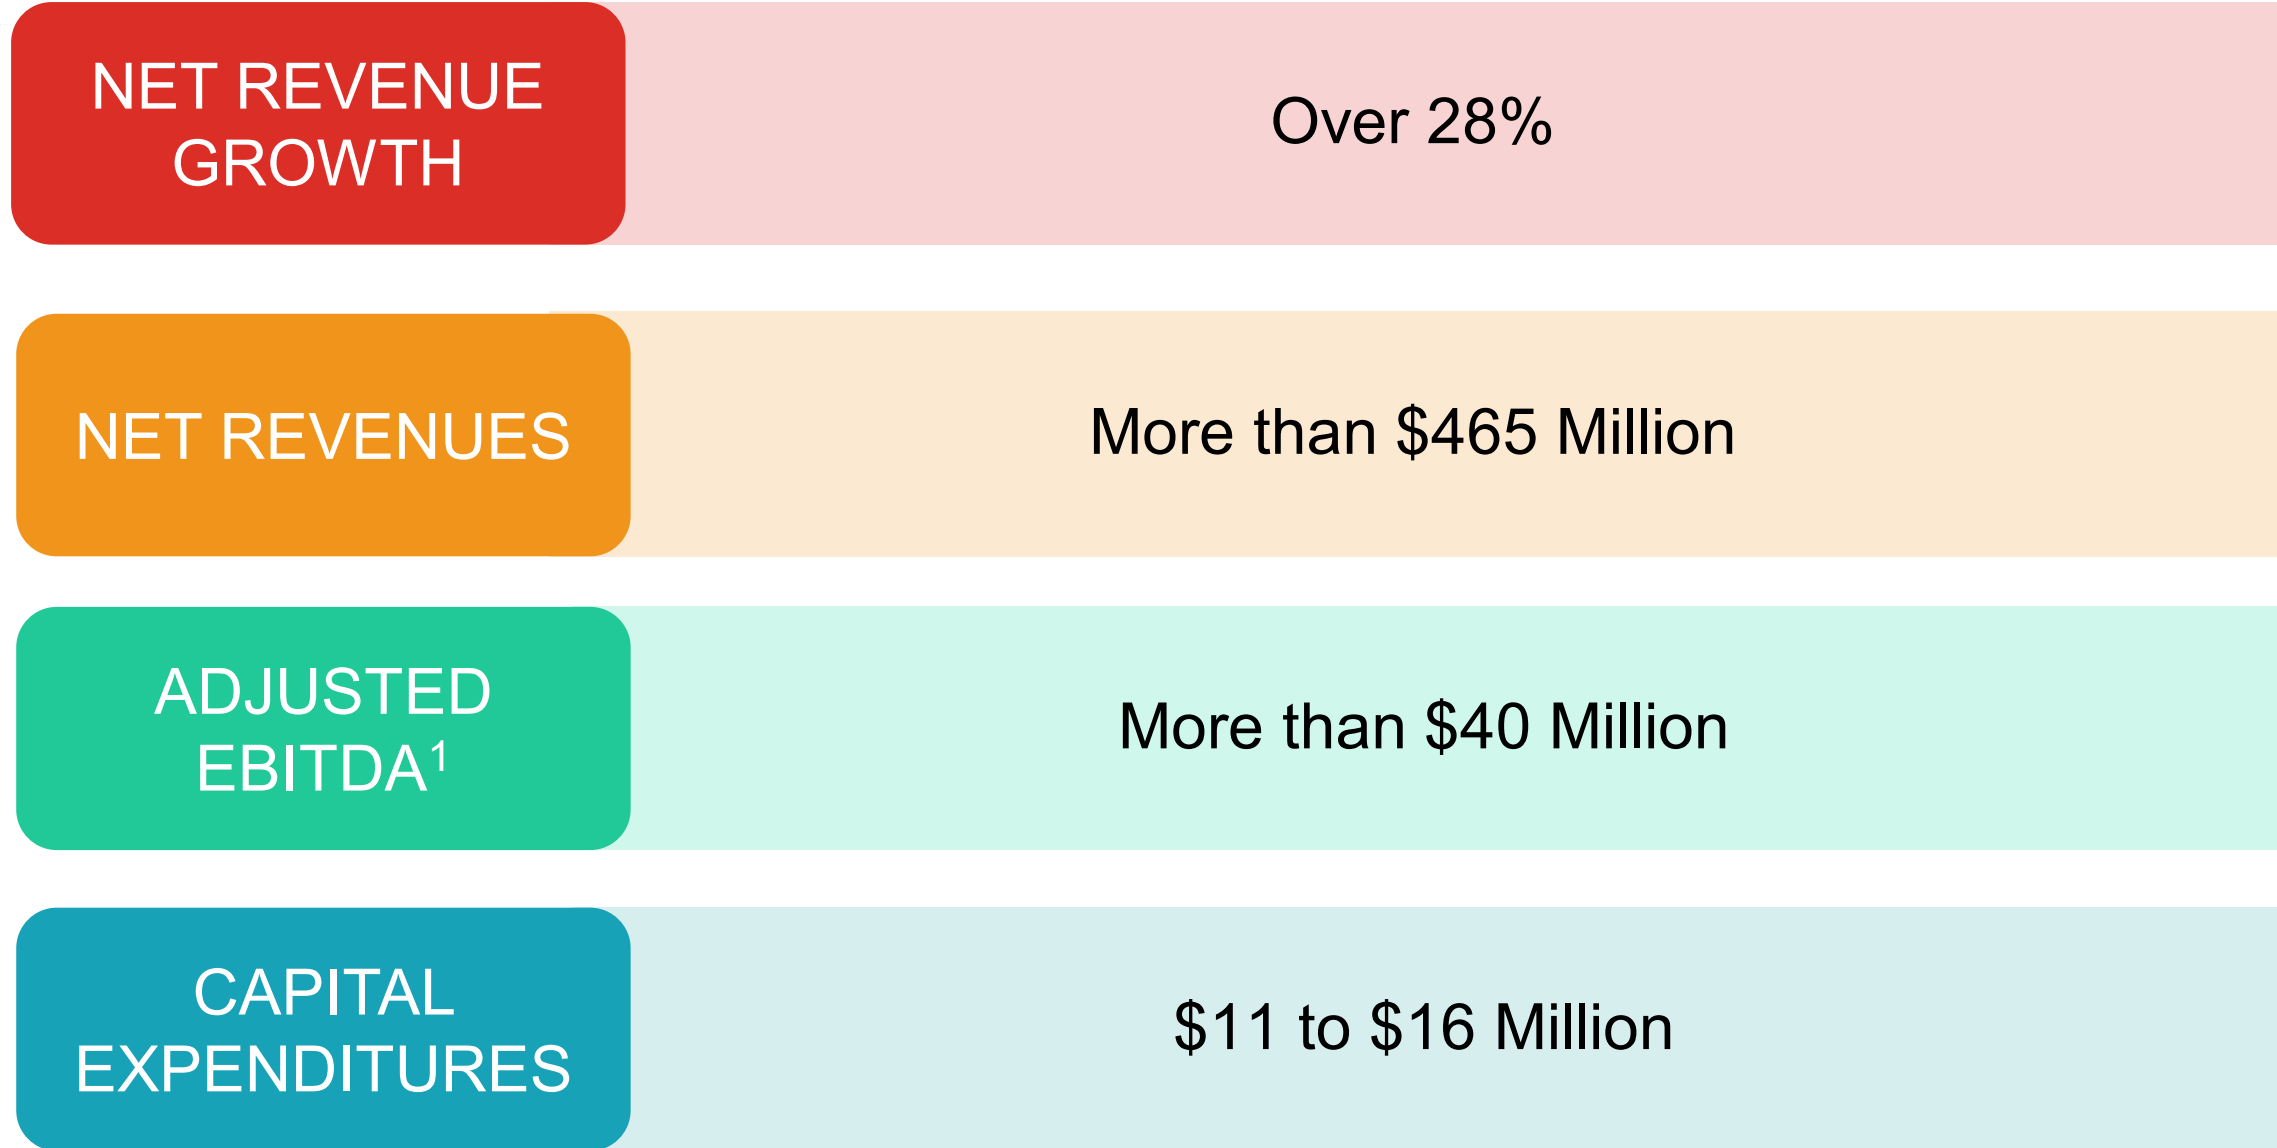 NET REVENUE
GROWTH
Over 28%
NET REVENUES
More than $465 Million
ADJUSTED
EBITDA¹
More than $40 Million
CAPITAL
EXPENDITURES
$11 to $16 Million